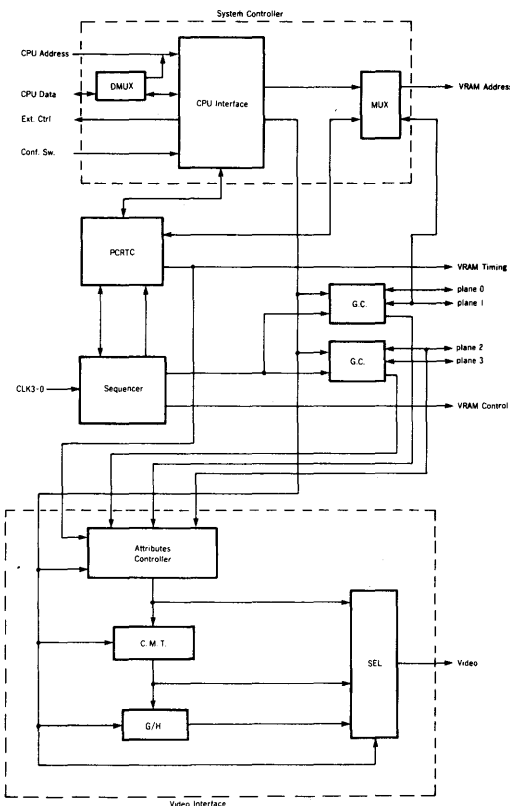 System Controller
CPU Address
DMUX
CPU Data
CPU Interface
MUX
VRAM Address
Ext. Ctrl
Conf. Sw.
PCRTC
VRAM Timing
G.C.
plane 0
plane 1
G.C.
plane 2
plane 3
CLK3-0
Sequencer
VRAM Control
Attributes
Controller
C.M.T.
SEL
Video
G/H
Video Interface